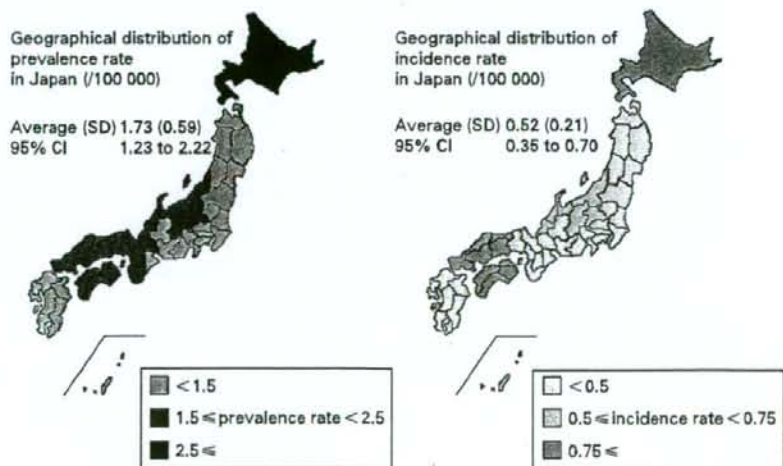 Geographical distribution of
prevalence rate
in Japan (/100 000)
Average (SD) 1.73 (0.59)
95% CI 1.23 to 2.22
<1.5
1.5≤prevalence rate<2.5
2.5≤
Geographical distribution of
incidence rate
in Japan (/100 000)
Average (SD) 0.52 (0.21)
95% CI 0.35 to 0.70
<0.5
0.5≤incidence rate <0.75
0.75≤